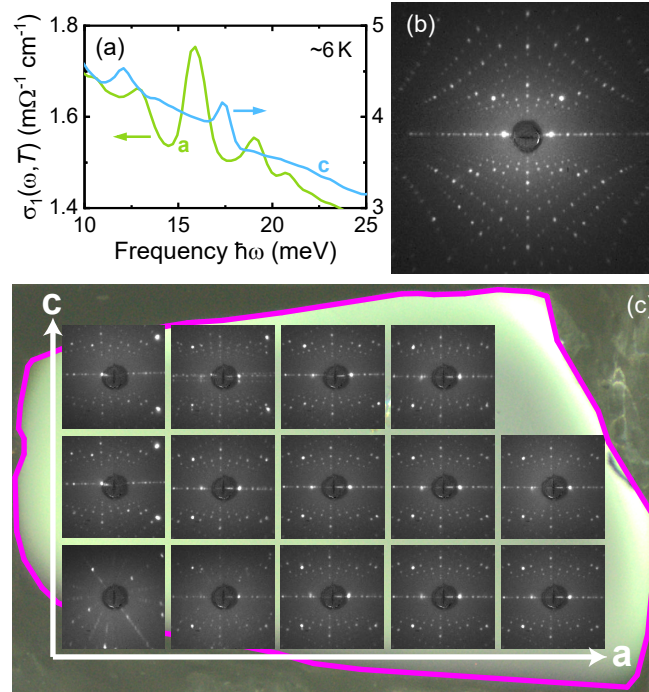 (a)
~6 K
σ₁(ω,T) (mΩ⁻¹ cm⁻¹)
1.8
1.6
1.4
5
4
3
a
c
10 15 20 25
Frequency ħω (meV)
(b)
(c)
c
a